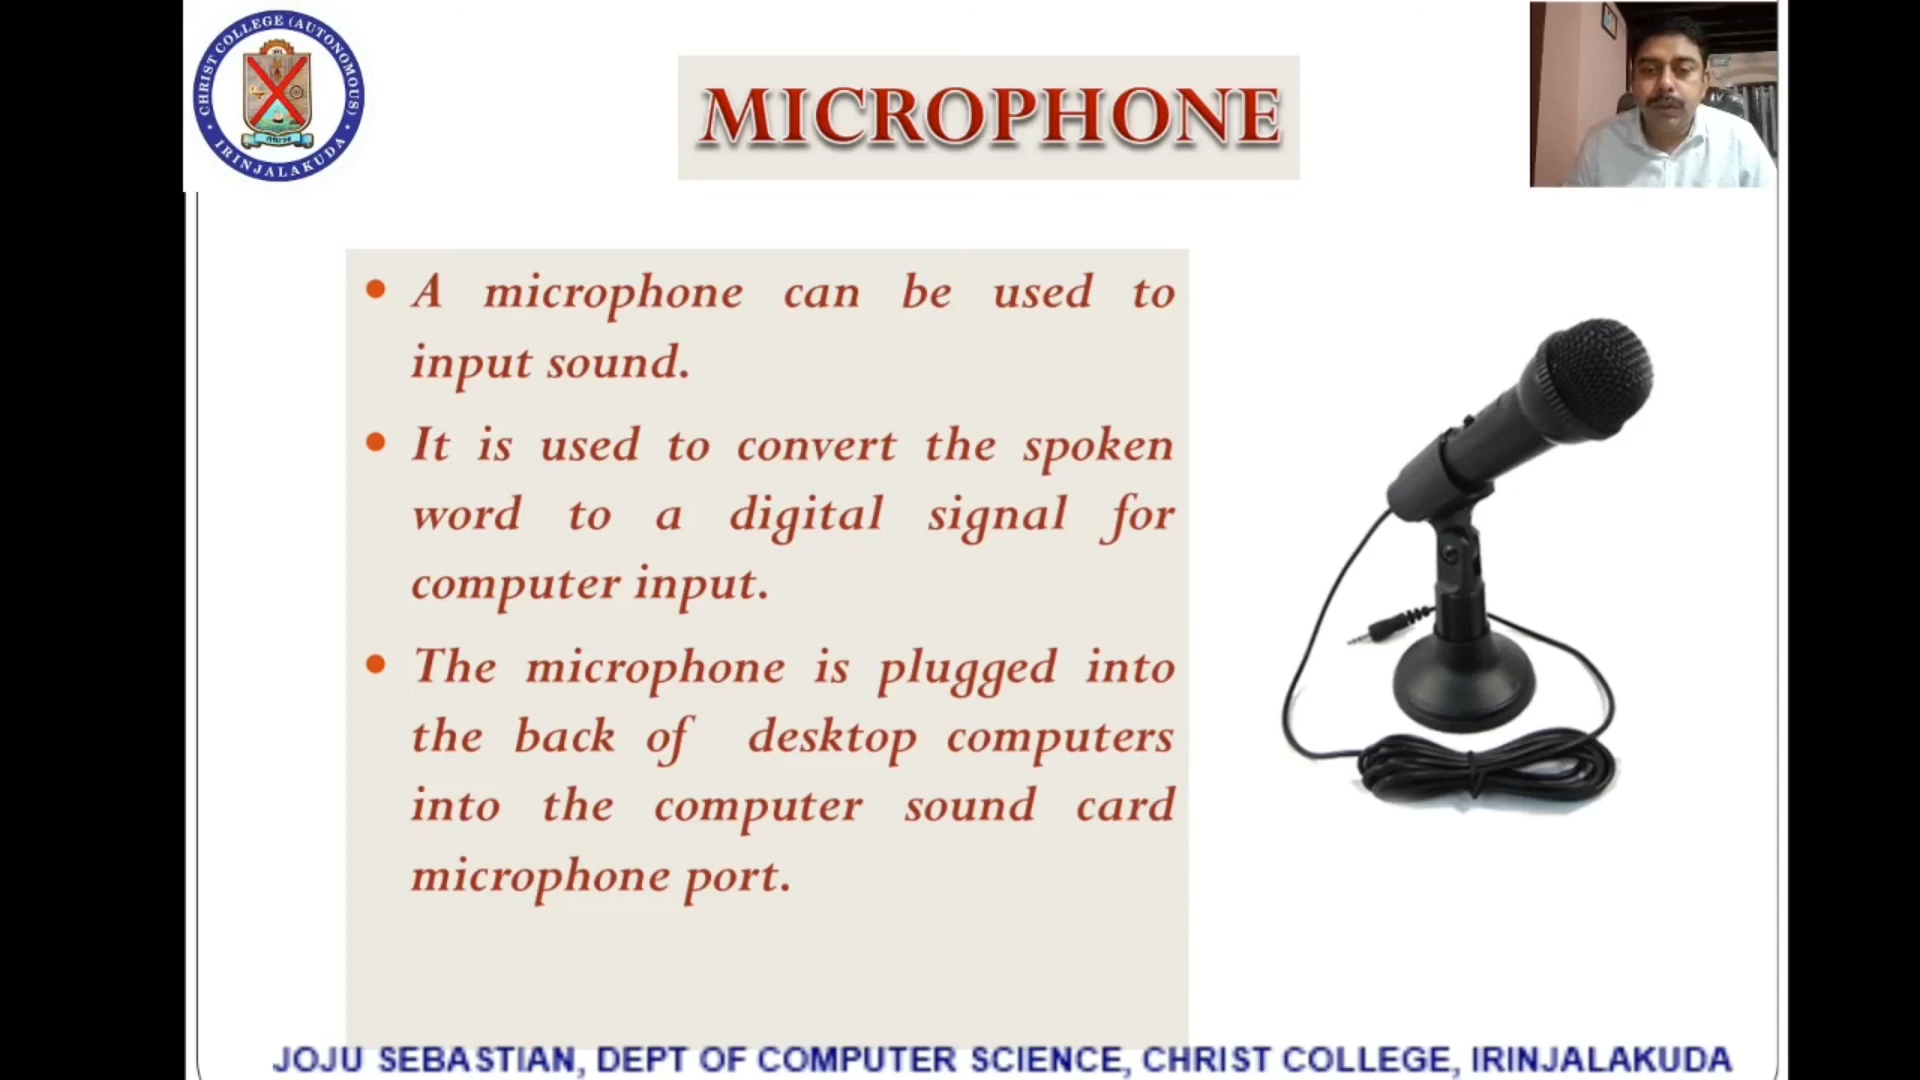 CHRIST COLLEGE (AUTONOMOUS)
IRINJALAKUDA
MICROPHONE
A microphone can be used to
input sound.
It is used to convert the spoken
word to a digital signal for
computer input.
The microphone is plugged into
the back of desktop computers
into the computer sound card
microphone port.
JOJU SEBASTIAN, DEPT OF COMPUTER SCIENCE, CHRIST COLLEGE, IRINJALAKUDA